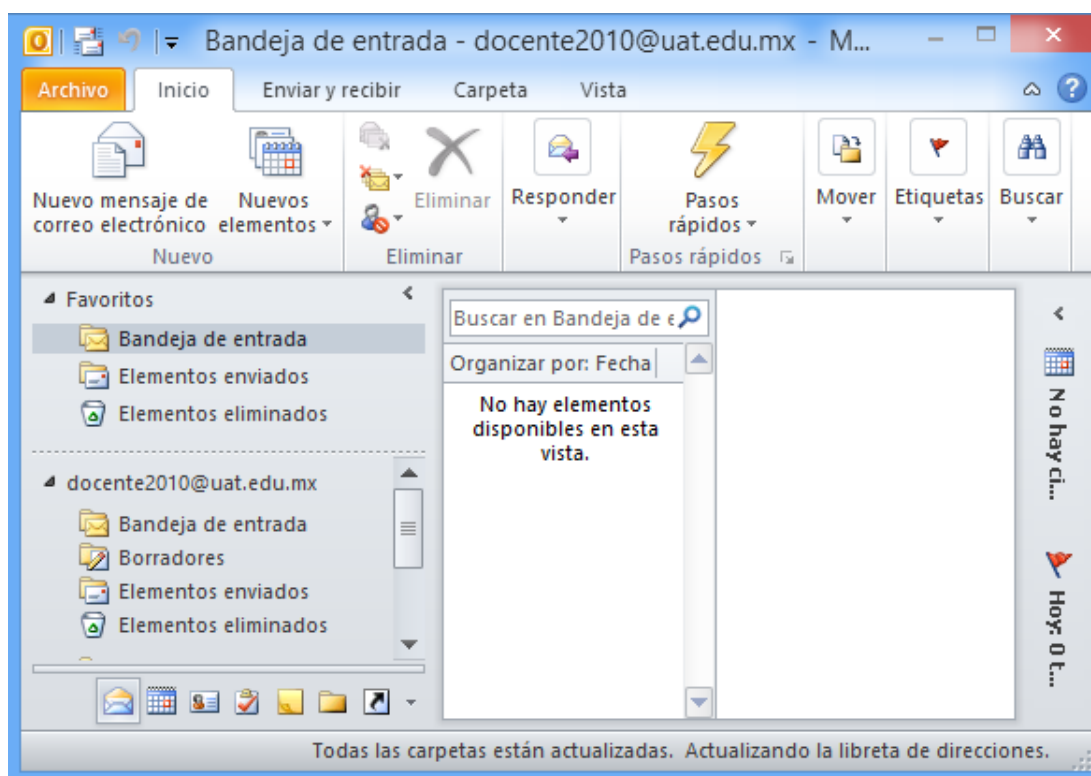 Bandeja de entrada - docente2010@uat.edu.mx - M...
Archivo Inicio Enviar y recibir Carpeta Vista
Nuevo mensaje de correo electrónico
Nuevos elementos
Nuevo
Eliminar
Eliminar
Responder
Pasos rápidos
Pasos rápidos
Mover
Etiquetas
Buscar
Favoritos
Bandeja de entrada
Elementos enviados
Elementos eliminados
docente2010@uat.edu.mx
Bandeja de entrada
Borradores
Elementos enviados
Elementos eliminados
Buscar en Bandeja de e
Organizar por: Fecha
No hay elementos
disponibles en esta
vista.
No hay ci...
Hoy: 0 t...
Todas las carpetas están actualizadas. Actualizando la libreta de direcciones.